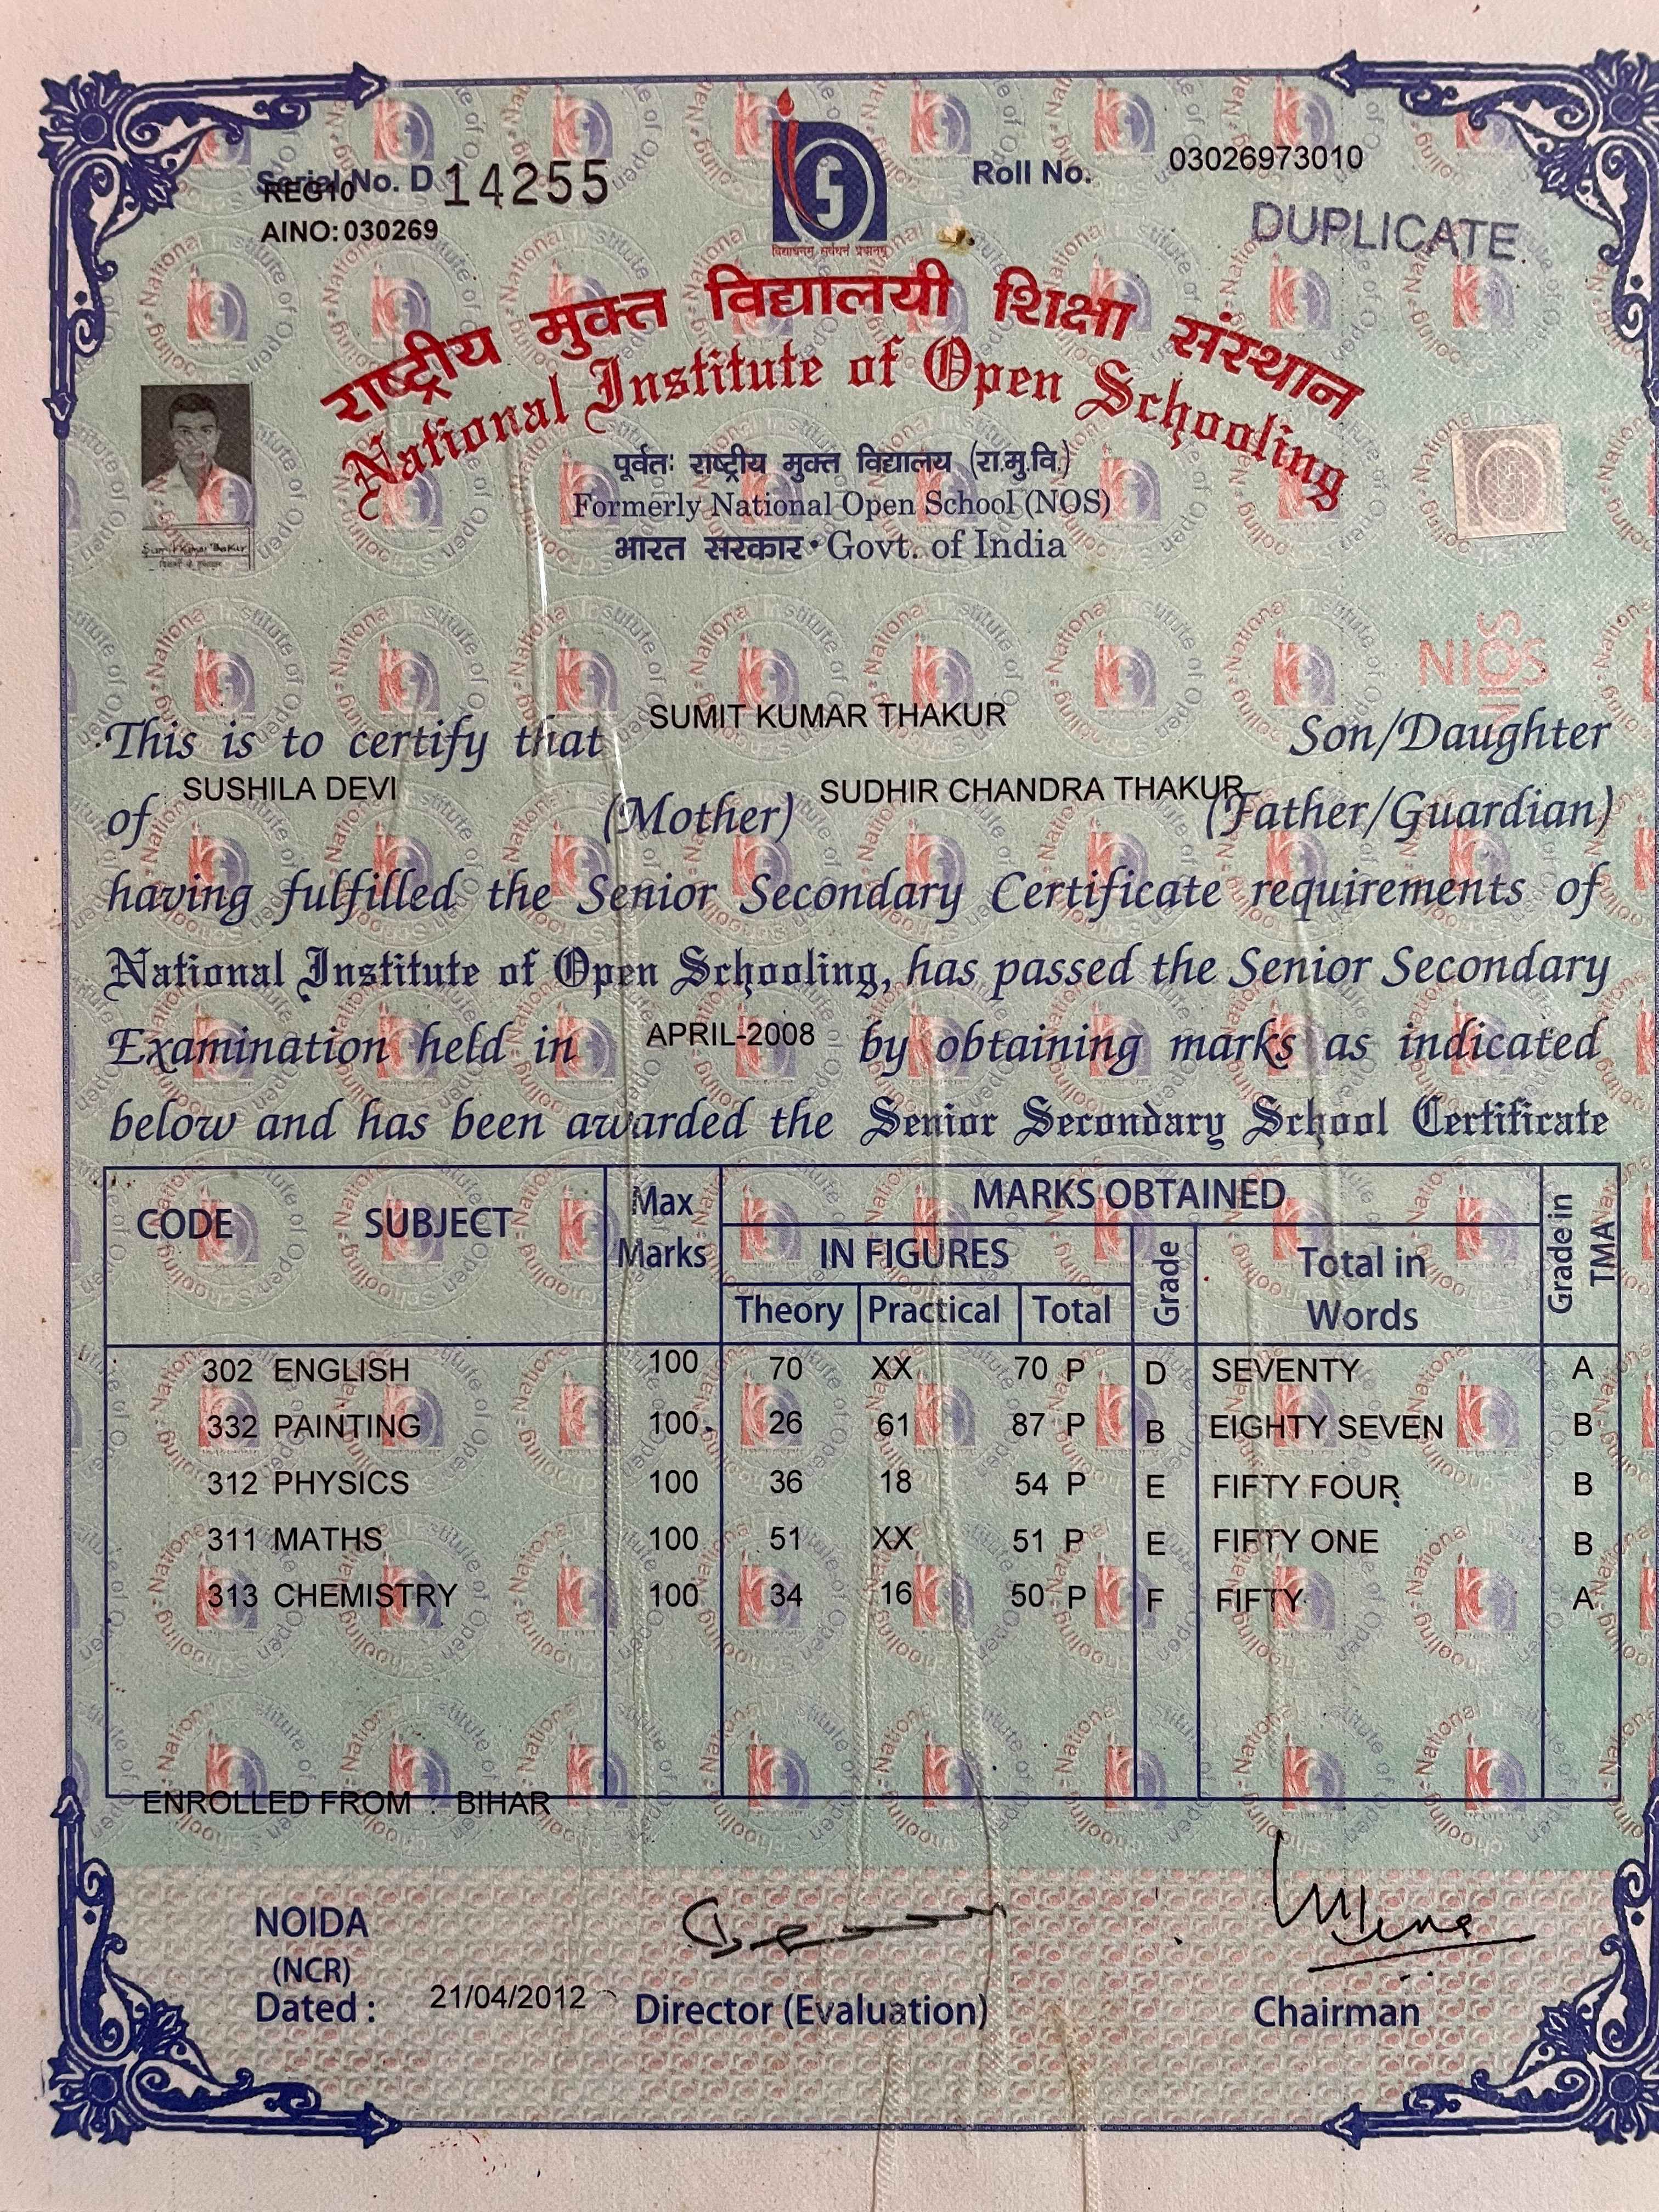 Serial No. D 14255
REG10
AINO: 030269
Roll No. 03026973010
DUPLICATE
राष्ट्रीय मुक्त विद्यालयी शिक्षा संस्थान
National Institute of Open Schooling
पूर्वतः राष्ट्रीय मुक्त विद्यालय (रा.मु.वि.)
Formerly National Open School (NOS)
भारत सरकार • Govt. of India
Sumit Kumar Thakur
NIOS
This is to certify that SUMIT KUMAR THAKUR Son/Daughter
of SUSHILA DEVI (Mother) SUDHIR CHANDRA THAKUR (Father/Guardian)
having fulfilled the Senior Secondary Certificate requirements of
National Institute of Open Schooling, has passed the Senior Secondary
Examination held in APRIL-2008 by obtaining marks as indicated
below and has been awarded the Senior Secondary School Certificate
CODE SUBJECT Max Marks MARKS OBTAINED Grade in TMA
IN FIGURES Grade Total in Words
Theory Practical Total
302 ENGLISH 100 70 XX 70 P D SEVENTY A
332 PAINTING 100 26 61 87 P B EIGHTY SEVEN B
312 PHYSICS 100 36 18 54 P E FIFTY FOUR B
311 MATHS 100 51 XX 51 P E FIFTY ONE B
313 CHEMISTRY 100 34 16 50 P F FIFTY A
ENROLLED FROM : BIHAR
NOIDA
(NCR)
Dated : 21/04/2012
Director (Evaluation)
Chairman